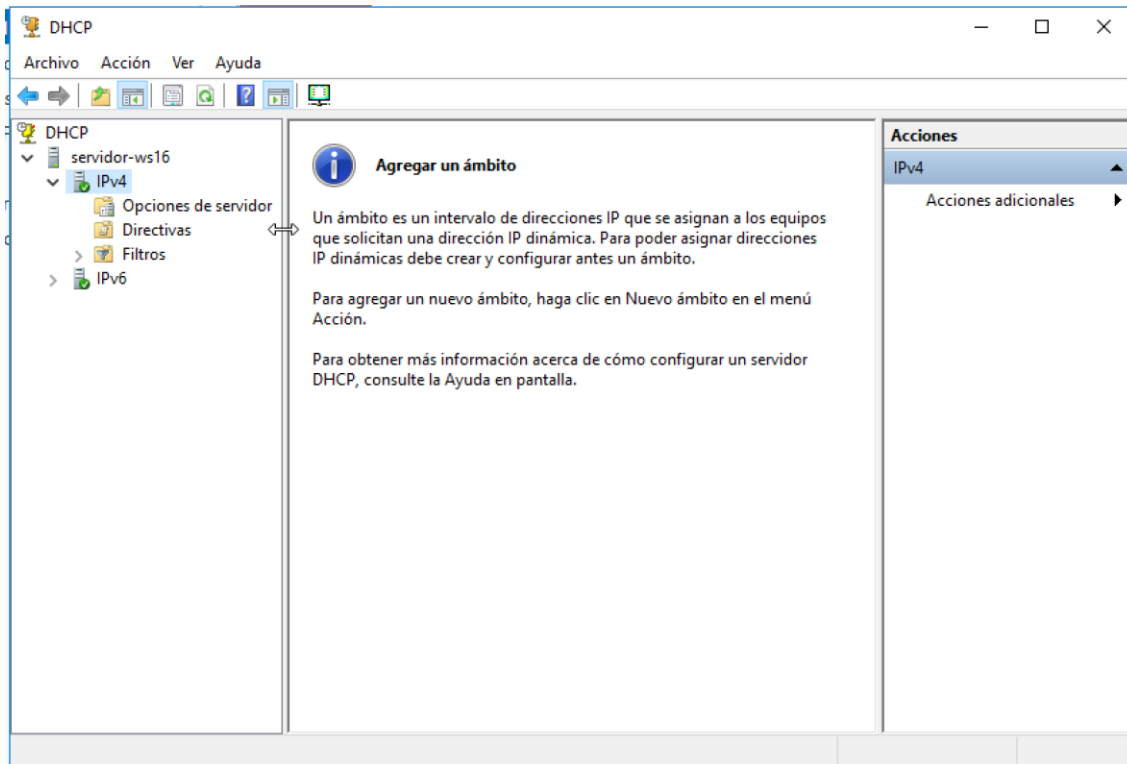 DHCP
Archivo Acción Ver Ayuda
DHCP
servidor-ws16
IPv4
Opciones de servidor
Directivas
Filtros
IPv6
Agregar un ámbito
Un ámbito es un intervalo de direcciones IP que se asignan a los equipos
que solicitan una dirección IP dinámica. Para poder asignar direcciones
IP dinámicas debe crear y configurar antes un ámbito.
Para agregar un nuevo ámbito, haga clic en Nuevo ámbito en el menú
Acción.
Para obtener más información acerca de cómo configurar un servidor
DHCP, consulte la Ayuda en pantalla.
Acciones
IPv4
Acciones adicionales